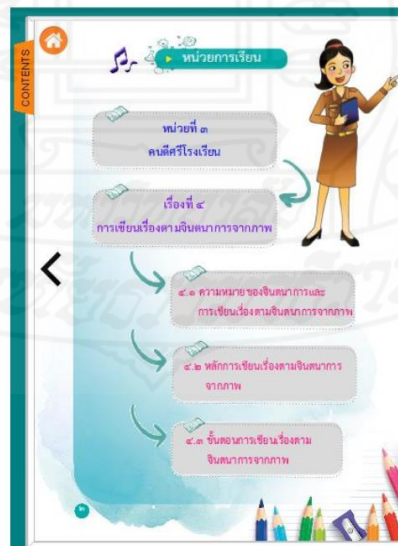 CONTENTS
หน่วยการเรียน
หน่วยที่ ๓
คนดีศรีโรงเรียน
เรื่องที่ ๔
การเขียนเรื่องตามจินตนาการจากภาพ
๔.๑ ความหมายของจินตนาการและ
การเขียนเรื่องตามจินตนาการจากภาพ
๔.๒ หลักการเขียนเรื่องตามจินตนาการ
จากภาพ
๔.๓ ขั้นตอนการเขียนเรื่องตาม
จินตนาการจากภาพ
๒